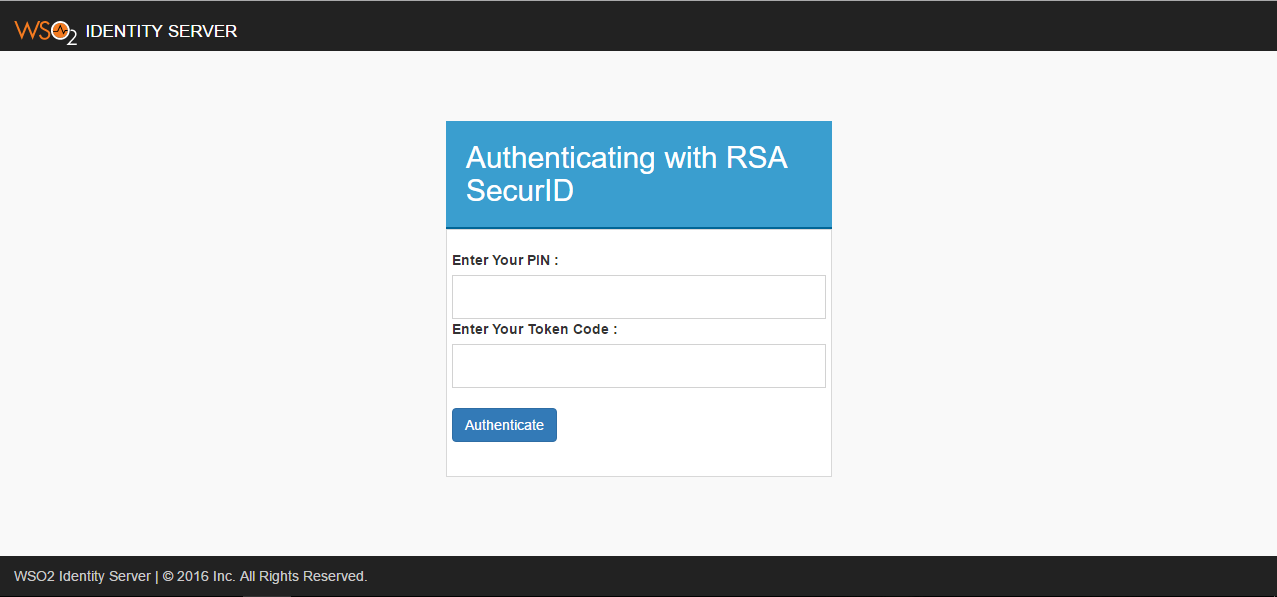 WSO2 IDENTITY SERVER
Authenticating with RSA
SecurID
Enter Your PIN :
Enter Your Token Code :
Authenticate
WSO2 Identity Server | © 2016 Inc. All Rights Reserved.